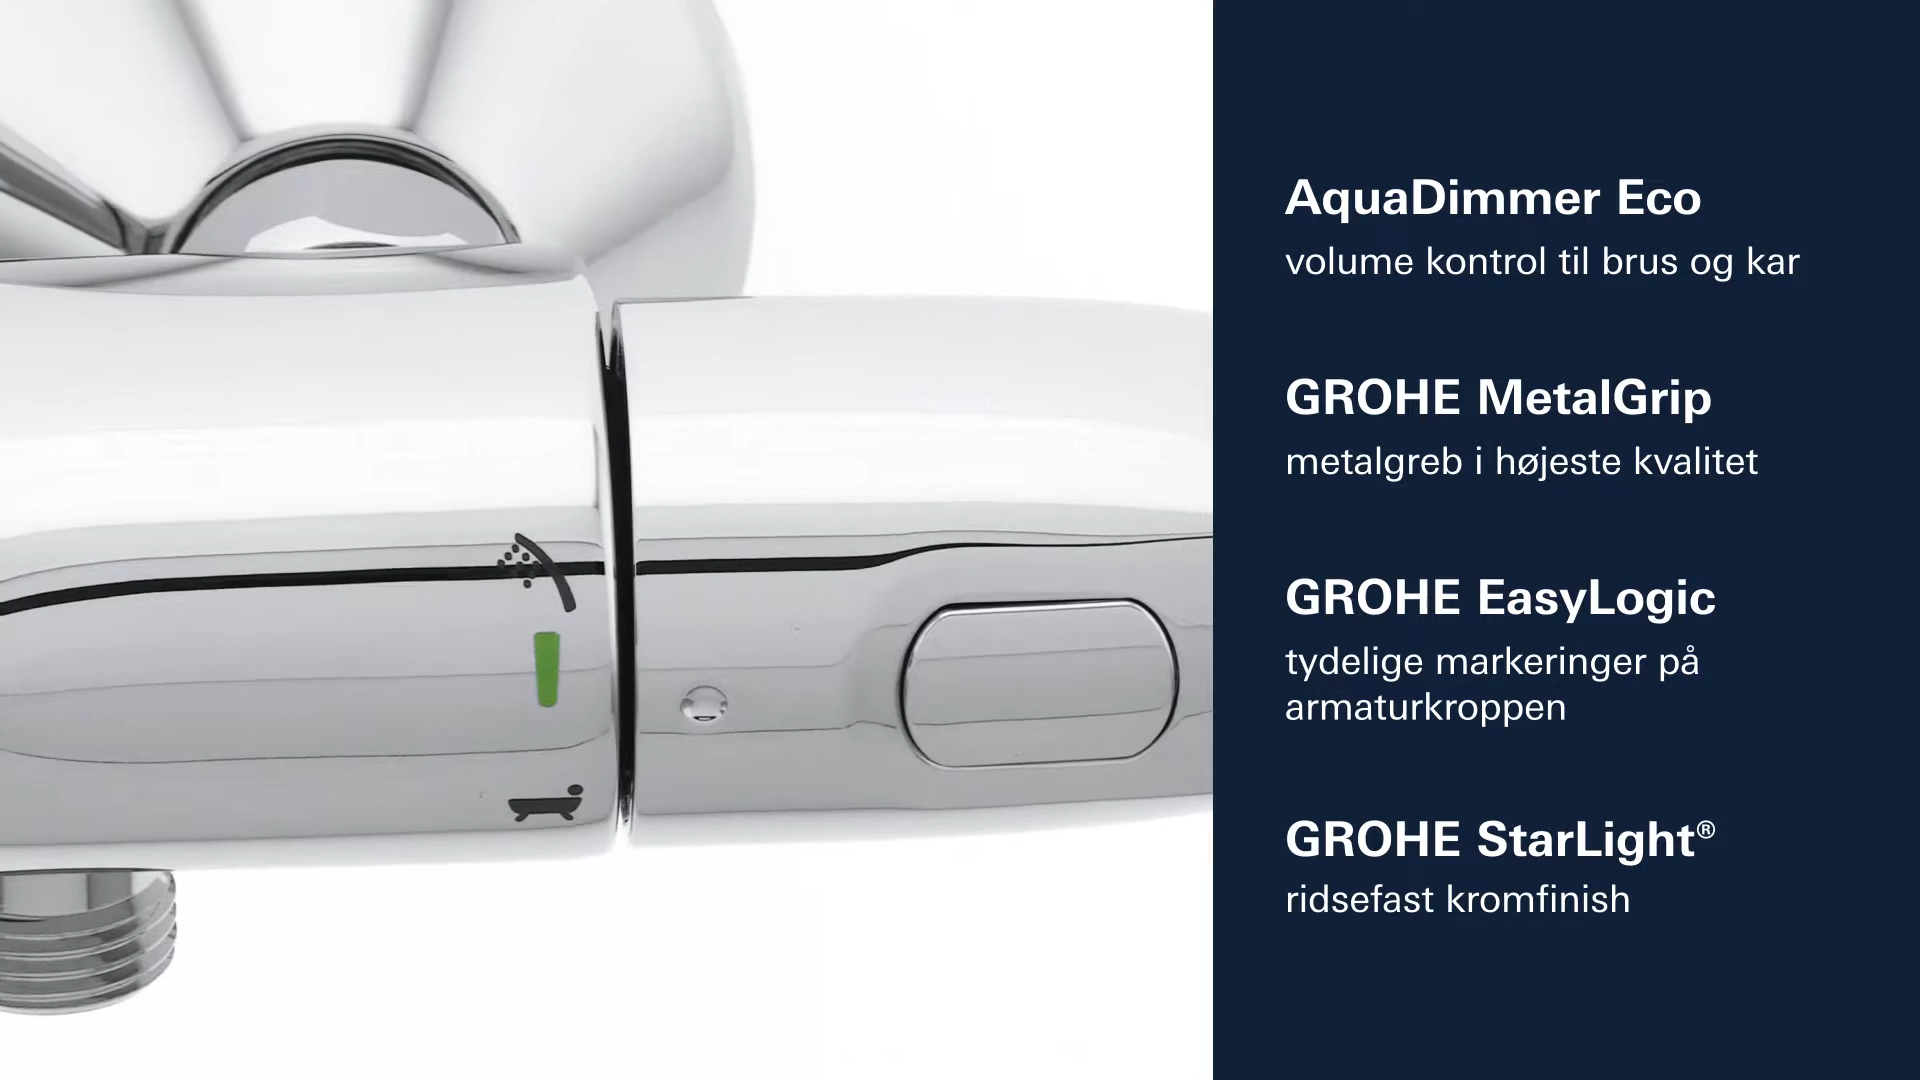 AquaDimmer Eco
volume kontrol til brus og kar
GROHE MetalGrip
metalgreb i højeste kvalitet
GROHE EasyLogic
tydelige markeringer på
armaturkroppen
GROHE StarLight®
ridsefast kromfinish